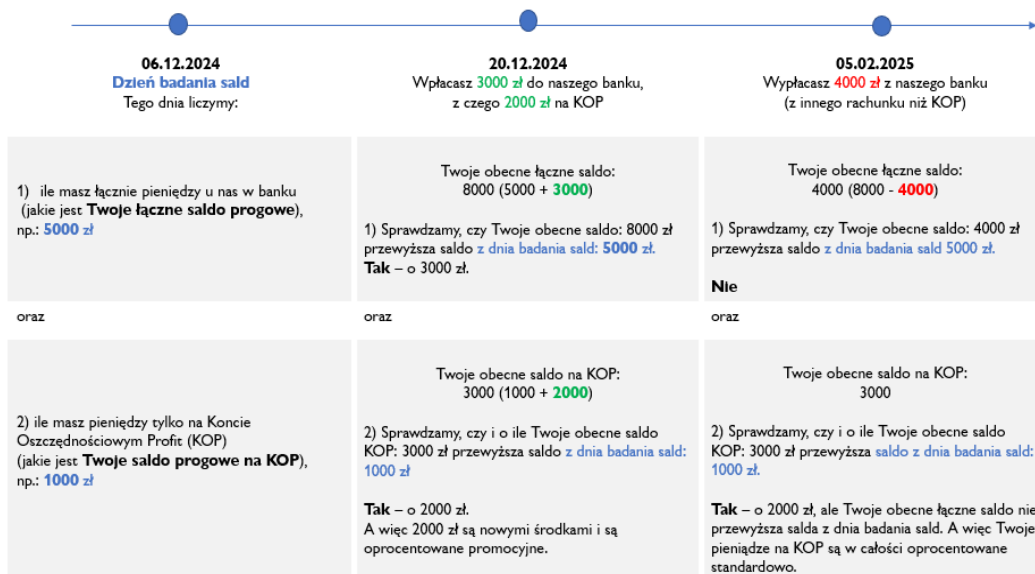 06.12.2024
Dzień badania sald
Tego dnia liczymy:
20.12.2024
Wpłacasz 3000 zł do naszego banku,
z czego 2000 zł na KOP
05.02.2025
Wypłacasz 4000 zł z naszego banku
(z innego rachunku niż KOP)
1) ile masz łącznie pieniędzy u nas w banku
(jakie jest Twoje łączne saldo progowe),
np.: 5000 zł
Twoje obecne łączne saldo:
8000 (5000 + 3000)
1) Sprawdzamy, czy Twoje obecne saldo: 8000 zł
przewyższa saldo z dnia badania sald: 5000 zł.
Tak – o 3000 zł.
Twoje obecne łączne saldo:
4000 (8000 - 4000)
1) Sprawdzamy, czy Twoje obecne saldo: 4000 zł
przewyższa saldo z dnia badania sald 5000 zł.
Nie
oraz
oraz
oraz
2) ile masz pieniędzy tylko na Koncie
Oszczędnościowym Profit (KOP)
(jakie jest Twoje saldo progowe na KOP),
np.: 1000 zł
Twoje obecne saldo na KOP:
3000 (1000 + 2000)
2) Sprawdzamy, czy i o ile Twoje obecne saldo
KOP: 3000 zł przewyższa saldo z dnia badania sald:
1000 zł
Tak – o 2000 zł.
A więc 2000 zł są nowymi środkami i są
oprocentowane promocyjne.
Twoje obecne saldo na KOP:
3000
2) Sprawdzamy, czy i o ile Twoje obecne saldo
KOP: 3000 zł przewyższa saldo z dnia badania sald:
1000 zł.
Tak – o 2000 zł, ale Twoje obecne łączne saldo nie
przewyższa salda z dnia badania sald. A więc Twoje
pieniądze na KOP są w całości oprocentowane
standardowo.